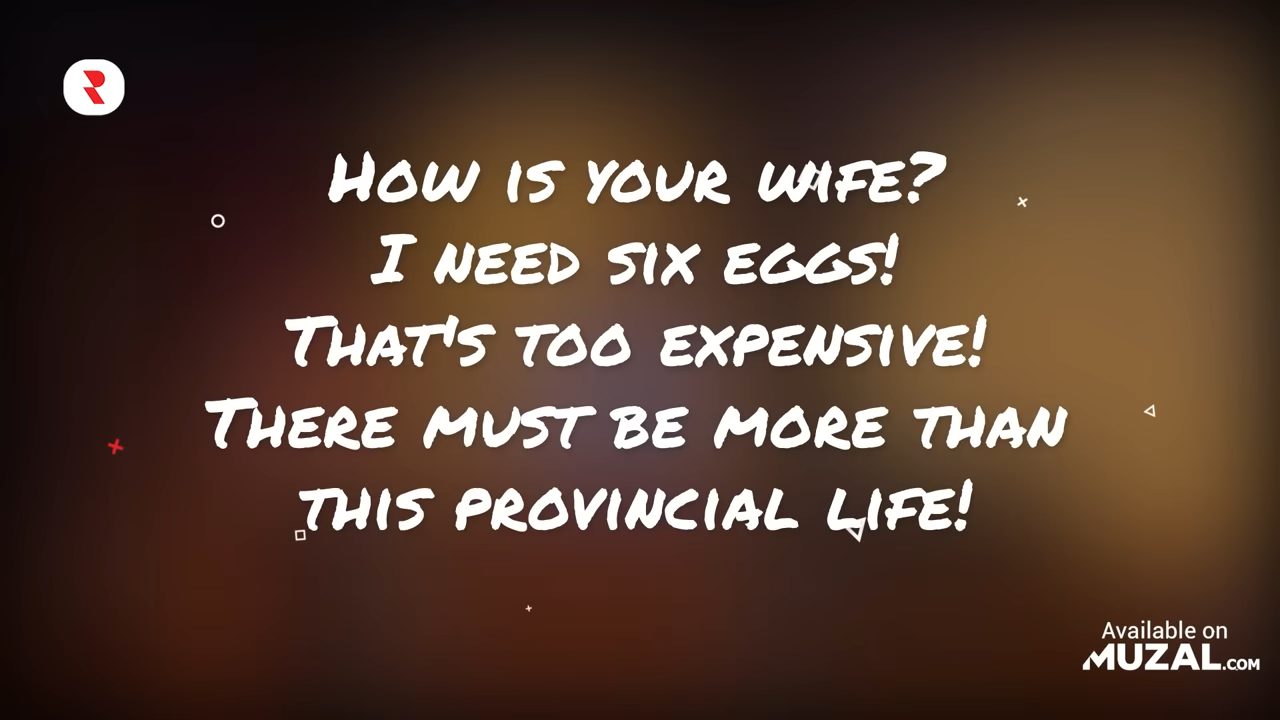 How is your wife?
I need six eggs!
That's too expensive!
There must be more than
this provincial life!
Available on
MUZAL.COM